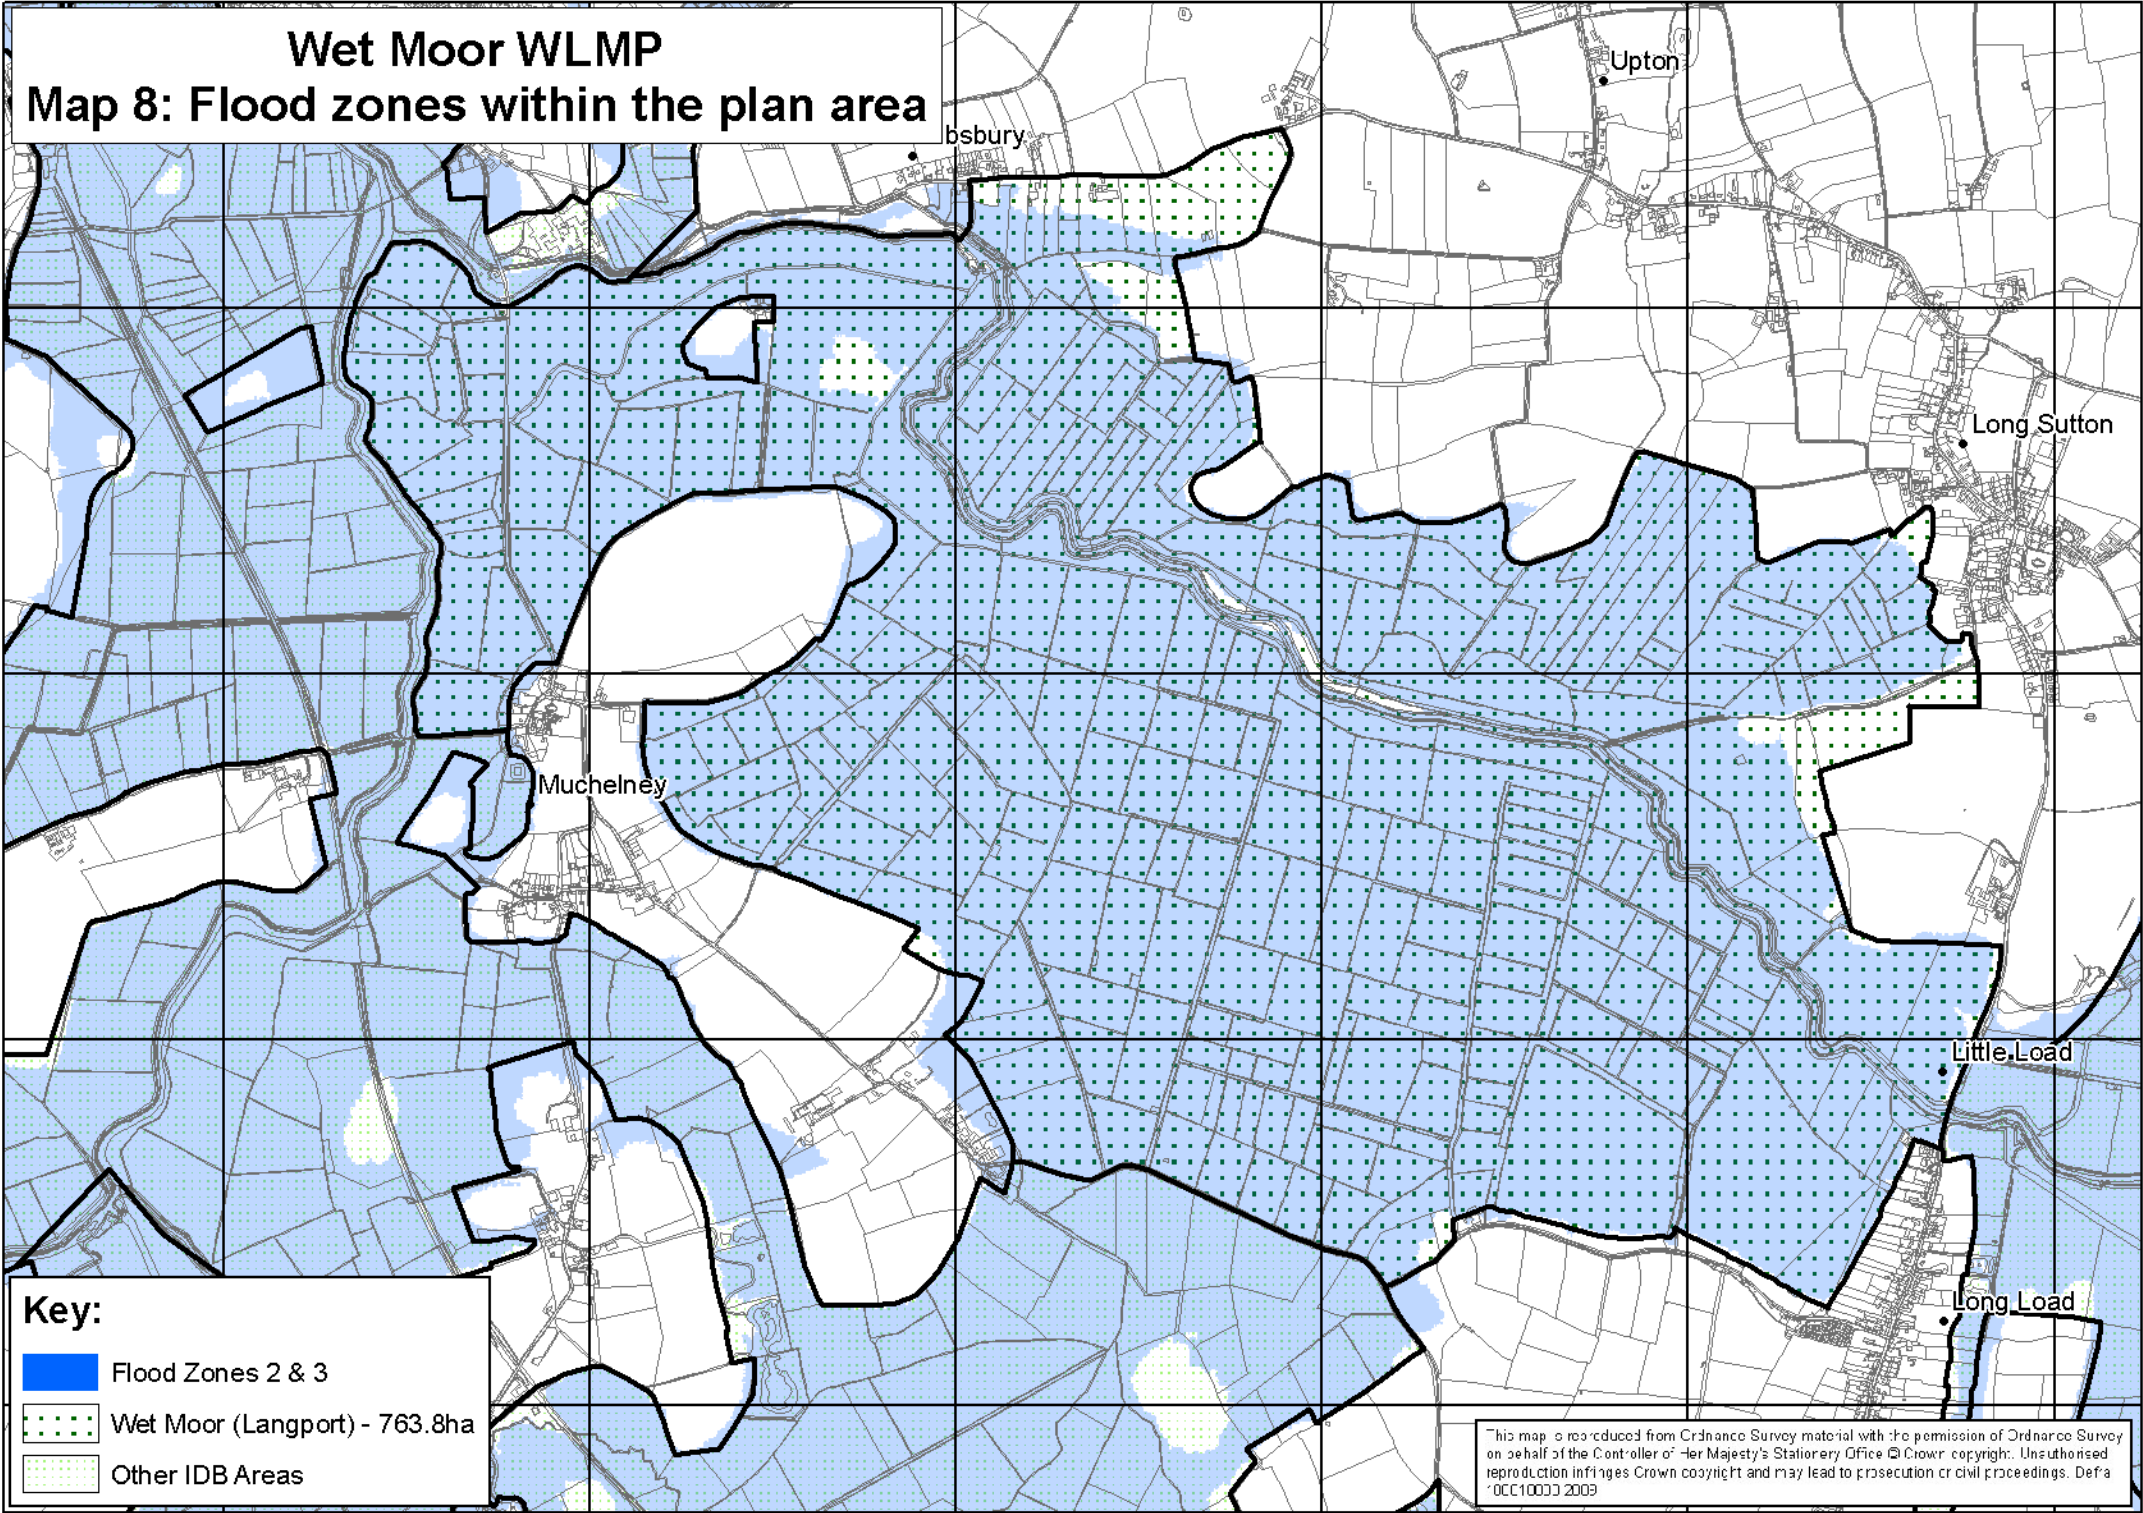 Wet Moor WLMP
Map 8: Flood zones within the plan area
bsbury
Upton
Long Sutton
Muchelney
Little Load
Long Load
Key:
Flood Zones 2 & 3
Wet Moor (Langport) - 763.8ha
Other IDB Areas
This map is reproduced from Ordnance Survey material with the permission of Ordnance Survey
on behalf of the Controller of Her Majesty's Stationery Office © Crown copyright. Unauthorised
reproduction infringes Crown copyright and may lead to prosecution or civil proceedings. Defra
2009